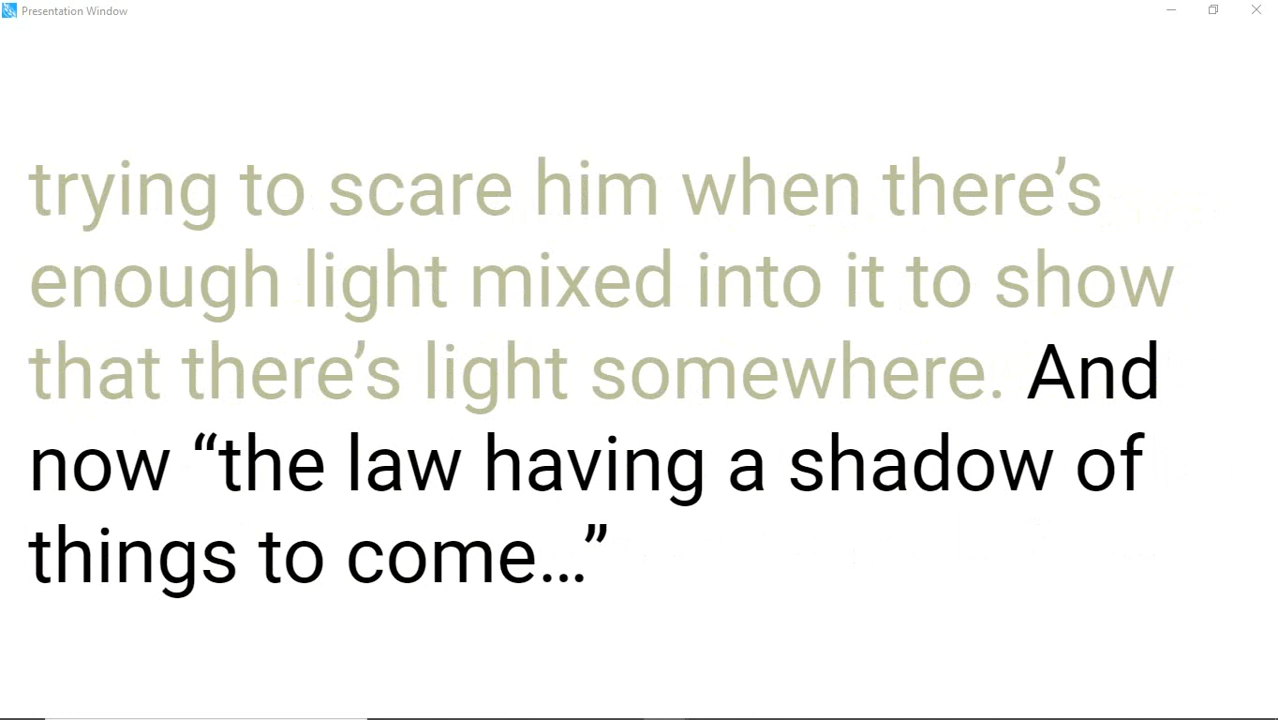 Presentation Window
trying to scare him when there’s
enough light mixed into it to show
that there’s light somewhere. And
now “the law having a shadow of
things to come…”